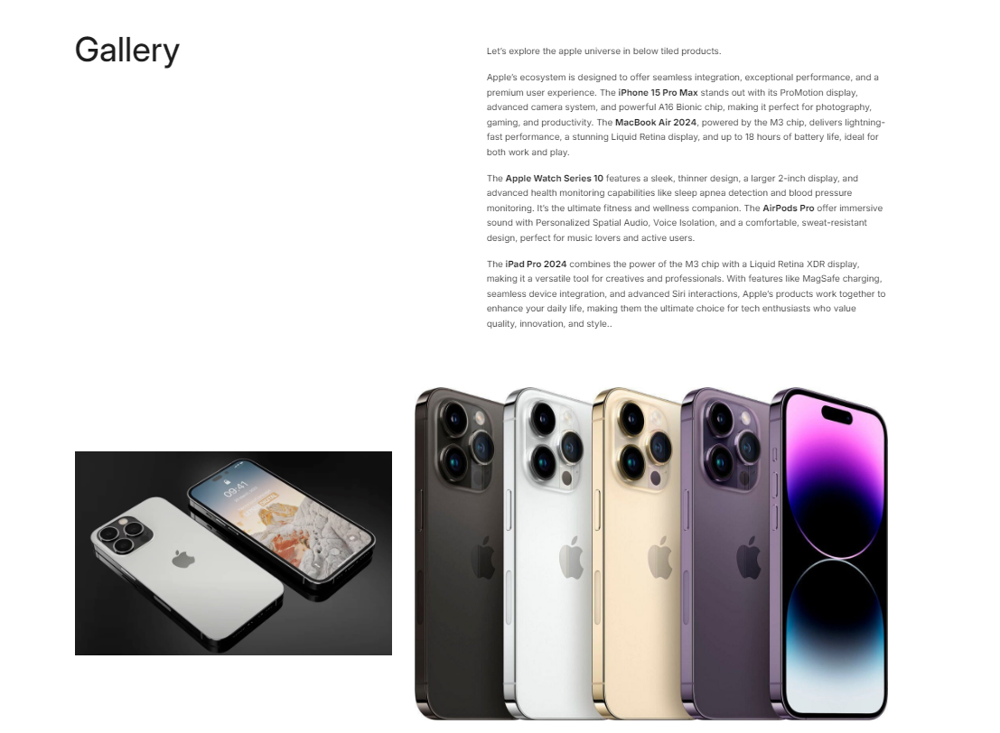 Gallery
Let's explore the apple universe in below tiled products.
Apple's ecosystem is designed to offer seamless integration, exceptional performance, and a
premium user experience. The iPhone 15 Pro Max stands out with its ProMotion display,
advanced camera system, and powerful A16 Bionic chip, making it perfect for photography,
gaming, and productivity. The MacBook Air 2024, powered by the M3 chip, delivers lightning-
fast performance, a stunning Liquid Retina display, and up to 18 hours of battery life, ideal for
both work and play.
The Apple Watch Series 10 features a sleek, thinner design, a larger 2-inch display, and
advanced health monitoring capabilities like sleep apnea detection and blood pressure
monitoring. It's the ultimate fitness and wellness companion. The AirPods Pro offer immersive
sound with Personalized Spatial Audio, Voice Isolation, and a comfortable, sweat-resistant
design, perfect for music lovers and active users.
The iPad Pro 2024 combines the power of the M3 chip with a Liquid Retina XDR display,
making it a versatile tool for creatives and professionals. With features like MagSafe charging,
seamless device integration, and advanced Siri interactions, Apple's products work together to
enhance your daily life, making them the ultimate choice for tech enthusiasts who value
quality, innovation, and style..
09:41